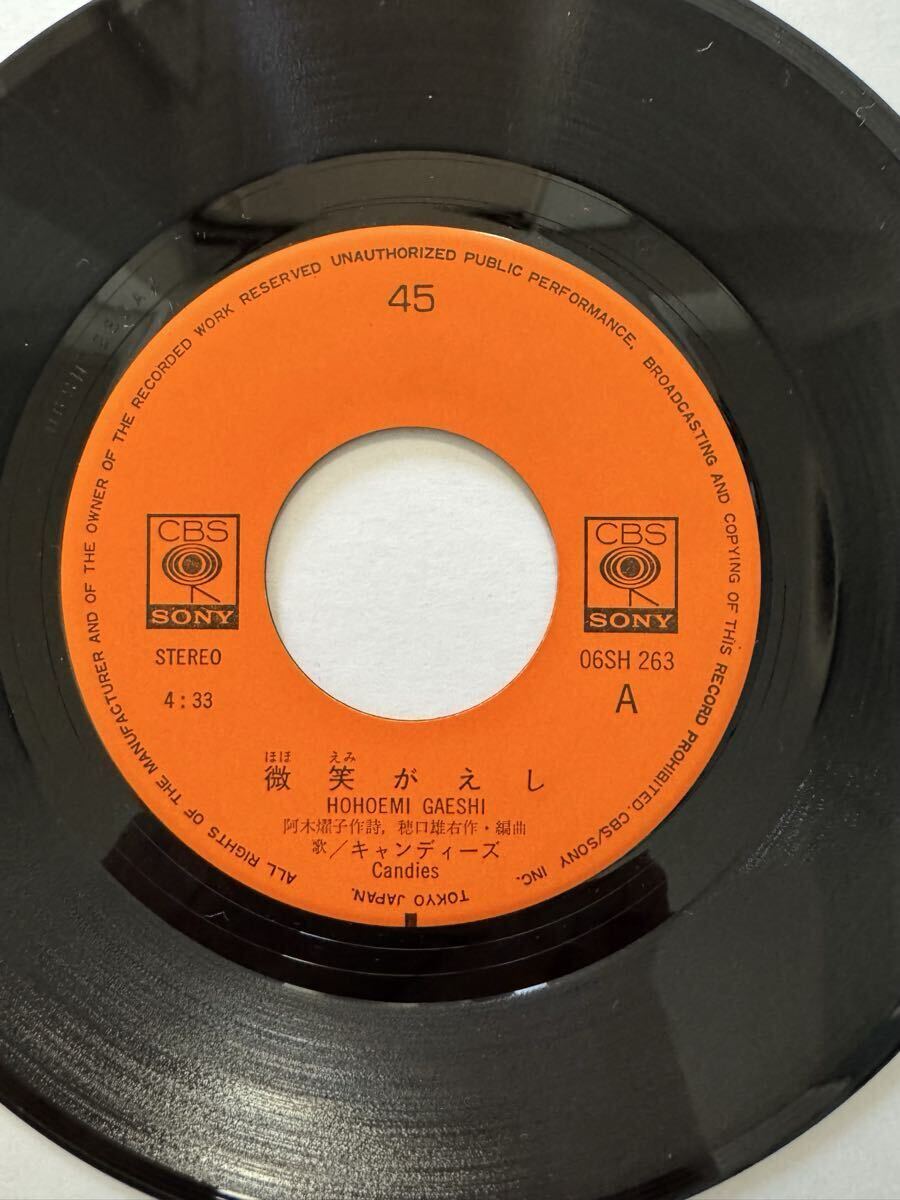 45
CBS
SONY
STEREO
4:33
CBS
SONY
06SH 263
A
ほほ えみ
微笑がえし
HOHOEMI GAESHI
阿木燿子作詩, 穂口雄右作・編曲
歌/キャンディーズ
Candies
ALL RIGHTS OF THE MANUFACTURER AND OF THE OWNER OF THE RECORDED WORK RESERVED UNAUTHORIZED PUBLIC PERFORMANCE, BROADCASTING AND COPYING OF THIS RECORD PROHIBITED. CBS/SONY INC. TOKYO JAPAN.